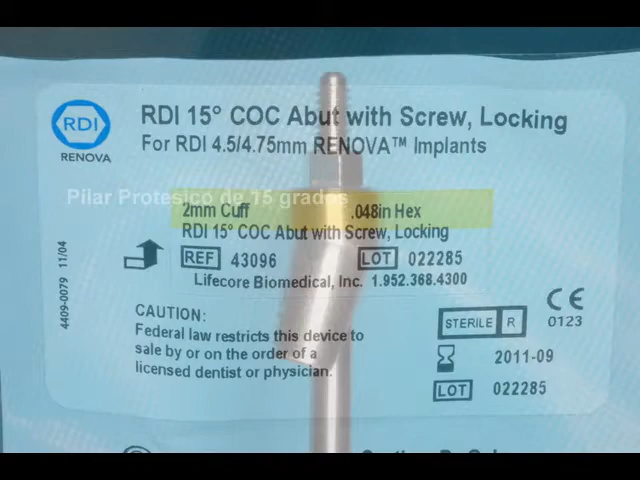 RDI 15° COC Abut with Screw, Locking
For RDI 4.5/4.75mm RENOVA™ Implants
RDI
RENOVA
Pilar Protesico de 15 grados
2mm Cuff .048in Hex
RDI 15° COC Abut with Screw, Locking
REF 43096 LOT 022285
Lifecore Biomedical, Inc. 1.952.368.4300
4409-0079 11/04
CAUTION:
Federal law restricts this device to
sale by or on the order of a
licensed dentist or physician.
CE
0123
STERILE R
2011-09
LOT 022285